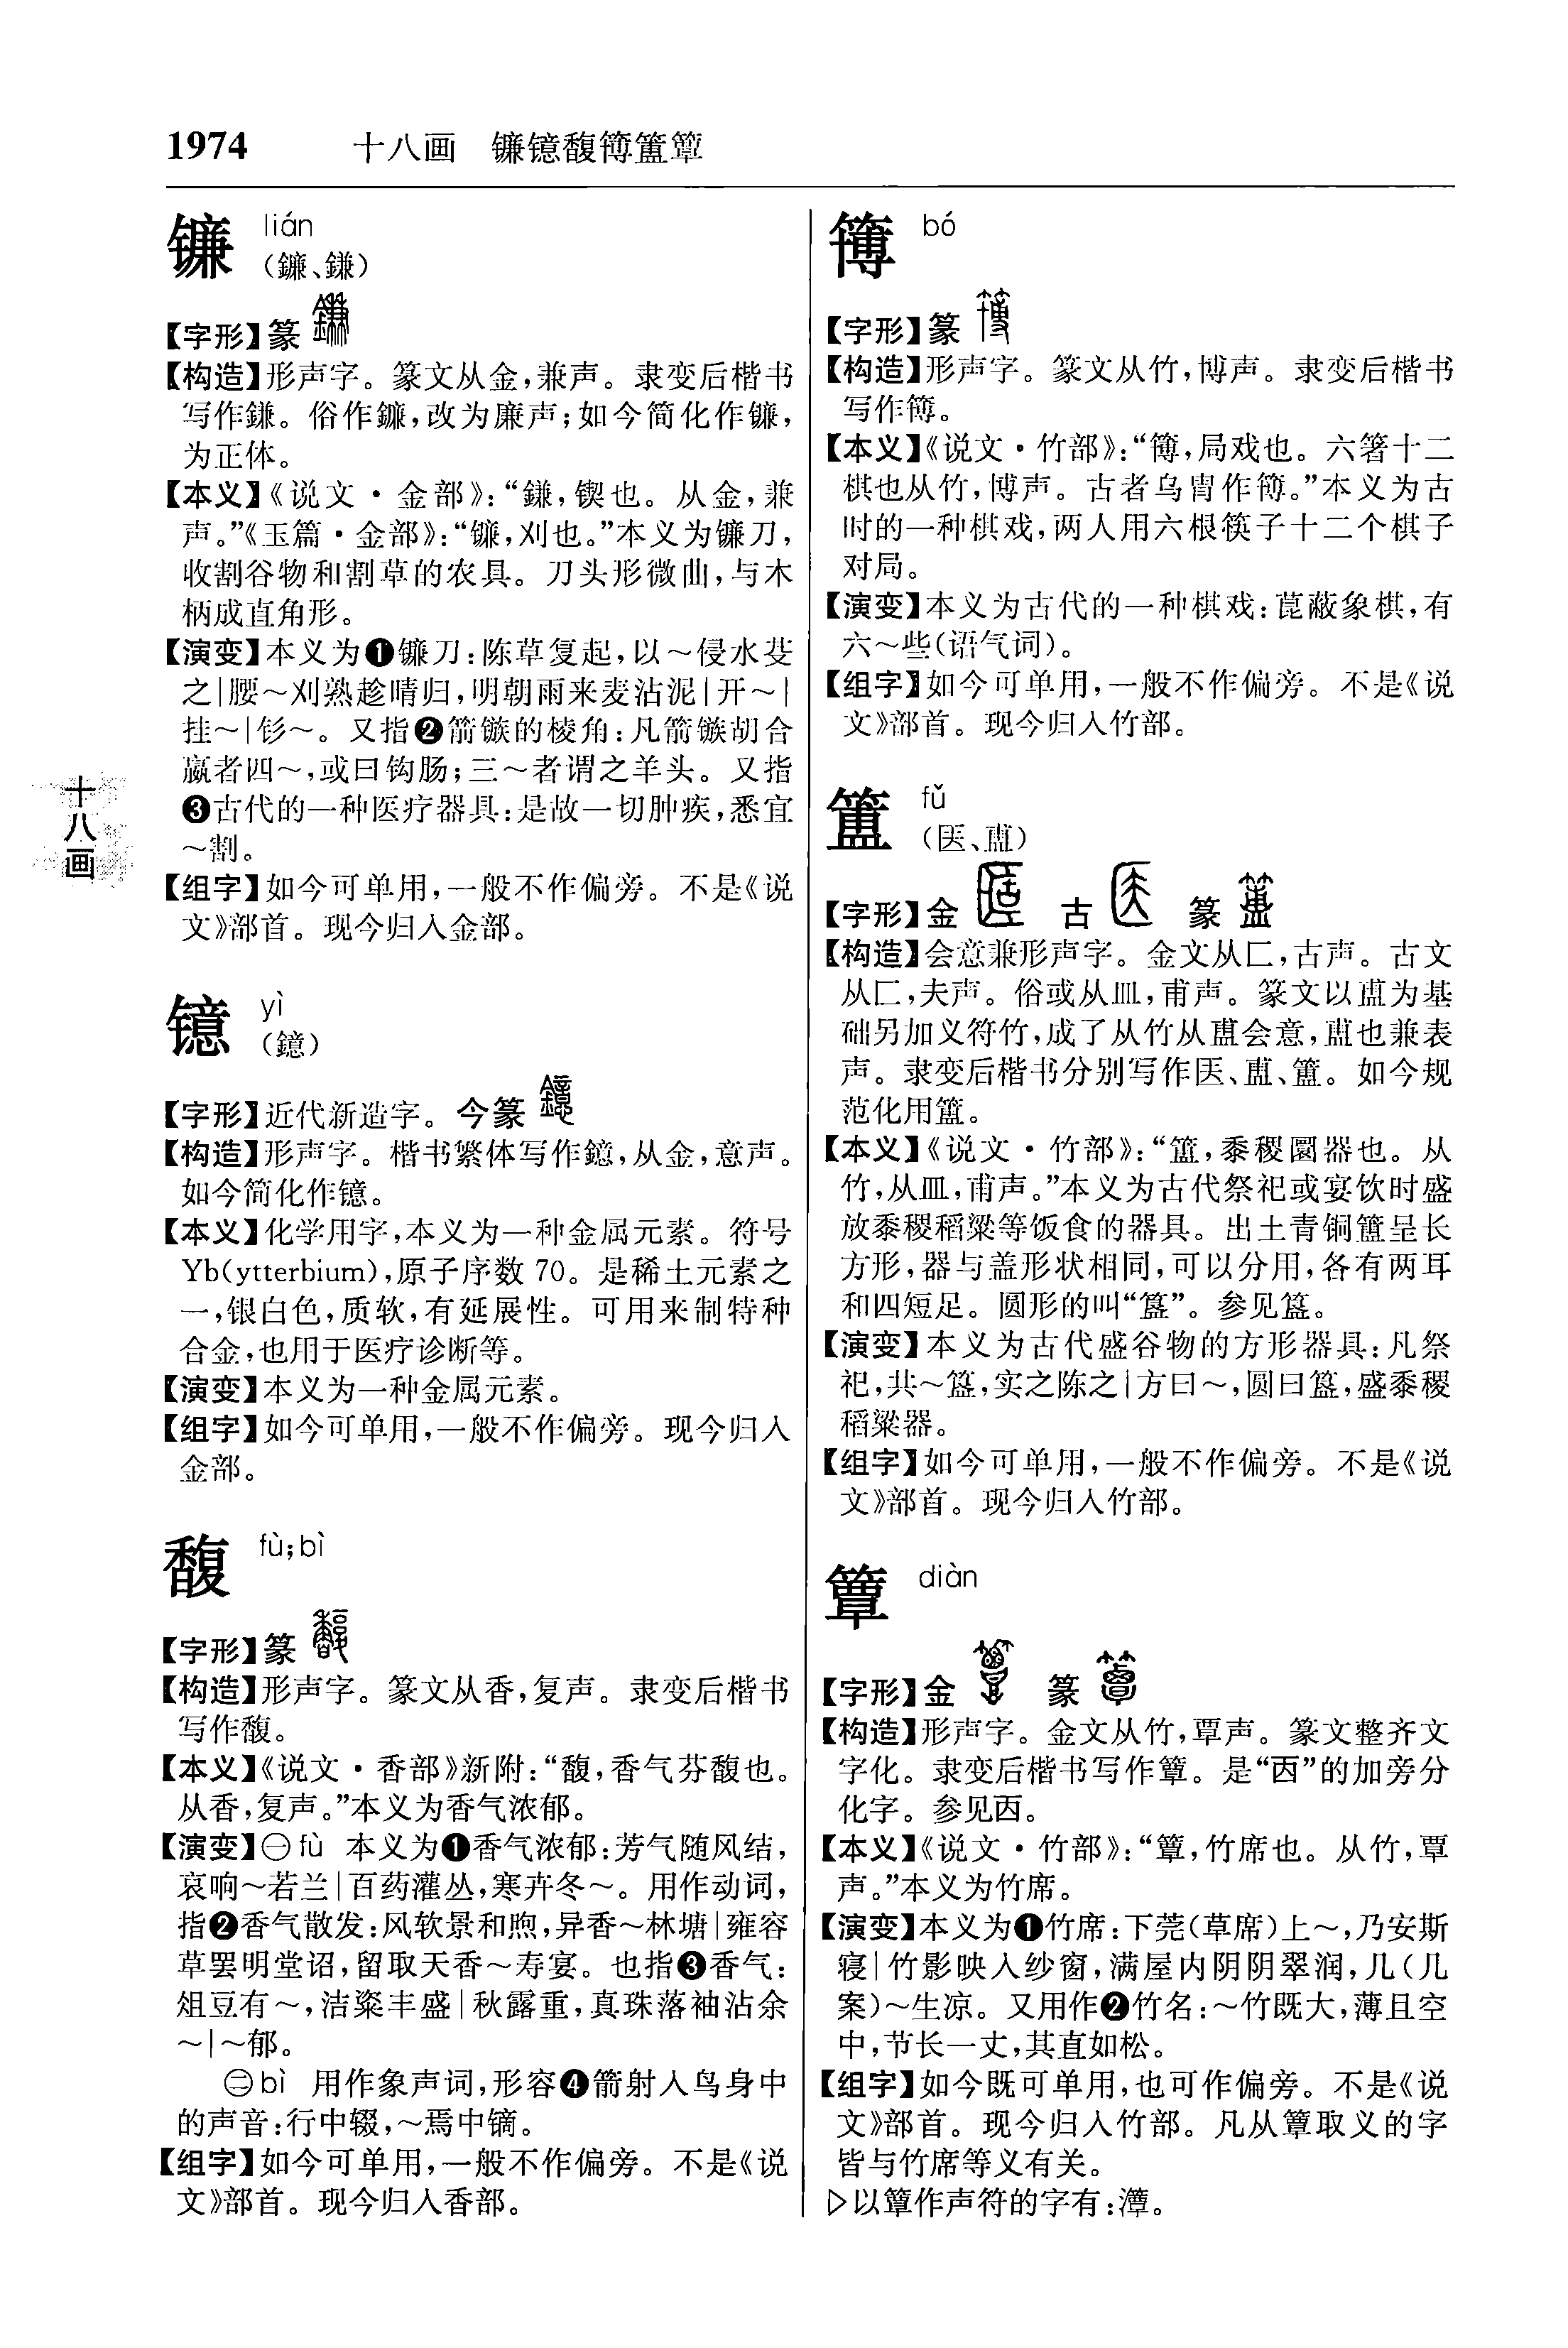 1974 十八画 镰镱馥簙簠簟
镰 lián
（鐮、鎌）
【字形】篆
【构造】形声字。篆文从金，兼声。隶变后楷书
写作鎌。俗作鐮，改为廉声；如今简化作镰，
为正体。
【本义】《说文·金部》：“鎌，锲也。从金，兼
声。”《玉篇·金部》：“镰，刈也。”本义为镰刀，
收割谷物和割草的农具。刀头形微曲，与木
柄成直角形。
【演变】本义为❶镰刀：陈草复起，以～侵水芟
之|腰～刈熟趁晴归，明朝雨来麦沾泥|开～|
挂～|钐～。又指❷箭镞的棱角：凡箭镞胡合
嬴者四～，或曰钩肠；三～者谓之羊头。又指
❸古代的一种医疗器具：是故一切肿疾，悉宜
～割。
【组字】如今可单用，一般不作偏旁。不是《说
文》部首。现今归入金部。
镱 yì
（鐿）
【字形】近代新造字。今篆
【构造】形声字。楷书繁体写作鐿，从金，意声。
如今简化作镱。
【本义】化学用字，本义为一种金属元素。符号
Yb(ytterbium)，原子序数 70。是稀土元素之
一，银白色，质软，有延展性。可用来制特种
合金，也用于医疗诊断等。
【演变】本义为一种金属元素。
【组字】如今可单用，一般不作偏旁。现今归入
金部。
馥 fù；bì
【字形】篆
【构造】形声字。篆文从香，复声。隶变后楷书
写作馥。
【本义】《说文·香部》新附：“馥，香气芬馥也。
从香，复声。”本义为香气浓郁。
【演变】㊀fù 本义为❶香气浓郁：芳气随风结，
哀响～若兰|百药灌丛，寒卉冬～。用作动词，
指❷香气散发：风软景和煦，异香～林塘|雍容
草罢明堂诏，留取天香～寿宴。也指❸香气：
俎豆有～，洁粢丰盛|秋露重，真珠落袖沾余
～|～郁。
㊁bì 用作象声词，形容❹箭射入鸟身中
的声音：行中辍，～焉中镝。
【组字】如今可单用，一般不作偏旁。不是《说
文》部首。现今归入香部。
十八画
簙 bó
【字形】篆
【构造】形声字。篆文从竹，博声。隶变后楷书
写作簙。
【本义】《说文·竹部》：“簙，局戏也。六箸十二
棋也从竹，博声。古者乌胄作簙。”本义为古
时的一种棋戏，两人用六根筷子十二个棋子
对局。
【演变】本义为古代的一种棋戏：菎蔽象棋，有
六～些（语气词）。
【组字】如今可单用，一般不作偏旁。不是《说
文》部首。现今归入竹部。
簠 fǔ
（医、䀯）
【字形】金 古 篆
【构造】会意兼形声字。金文从匚，古声。古文
从匚，夫声。俗或从皿，甫声。篆文以䀯为基
础另加义符竹，成了从竹从䀯会意，䀯也兼表
声。隶变后楷书分别写作医、䀯、簠。如今规
范化用簠。
【本义】《说文·竹部》：“簠，黍稷圜器也。从
竹，从皿，甫声。”本义为古代祭祀或宴饮时盛
放黍稷稻粱等饭食的器具。出土青铜簠呈长
方形，器与盖形状相同，可以分用，各有两耳
和四短足。圆形的叫“簋”。参见簋。
【演变】本义为古代盛谷物的方形器具：凡祭
祀，共～簋，实之陈之|方曰～，圆曰簋，盛黍稷
稻粱器。
【组字】如今可单用，一般不作偏旁。不是《说
文》部首。现今归入竹部。
簟 diàn
【字形】金 篆
【构造】形声字。金文从竹，覃声。篆文整齐文
字化。隶变后楷书写作簟。是“㐁”的加旁分
化字。参见㐁。
【本义】《说文·竹部》：“簟，竹席也。从竹，覃
声。”本义为竹席。
【演变】本义为❶竹席：下莞（草席）上～，乃安斯
寝|竹影映入纱窗，满屋内阴阴翠润，几（几
案）～生凉。又用作❷竹名：～竹既大，薄且空
中，节长一丈，其直如松。
【组字】如今既可单用，也可作偏旁。不是《说
文》部首。现今归入竹部。凡从簟取义的字
皆与竹席等义有关。
▷以簟作声符的字有：䉡。